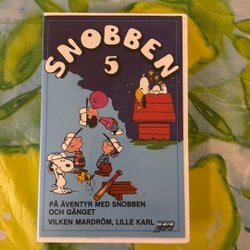 SNOBBEN
5
PÅ ÄVENTYR MED SNOBBEN
OCH GÄNGET
VILKEN MARDRÖM, LILLE KARL